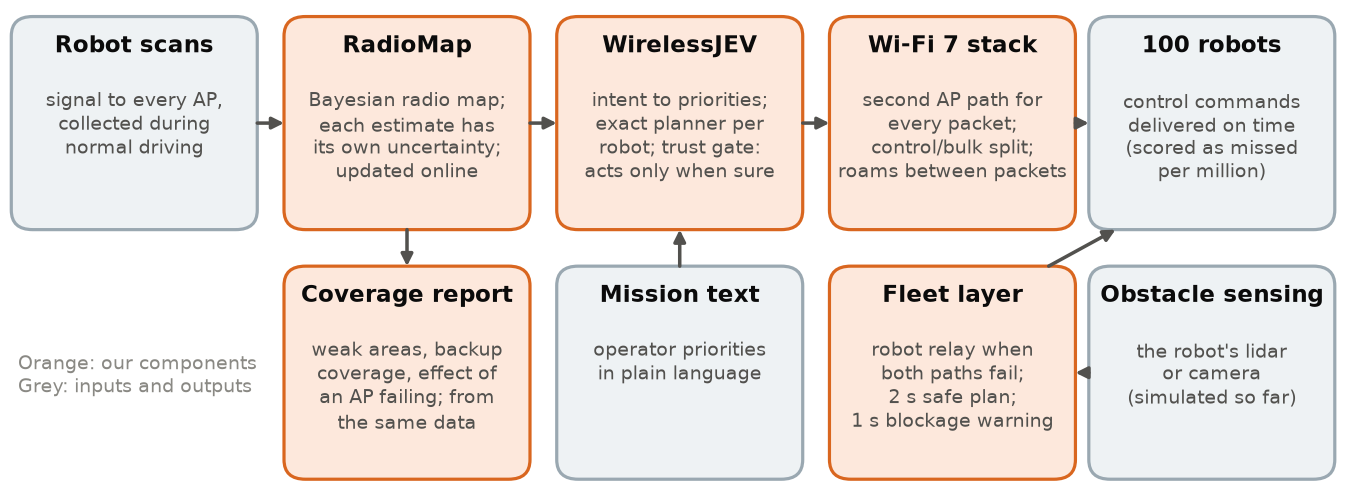 Robot scans
signal to every AP,
collected during
normal driving
RadioMap
Bayesian radio map;
each estimate has
its own uncertainty;
updated online
WirelessJEV
intent to priorities;
exact planner per
robot; trust gate:
acts only when sure
Wi-Fi 7 stack
second AP path for
every packet;
control/bulk split;
roams between packets
100 robots
control commands
delivered on time
(scored as missed
per million)
Orange: our components
Grey: inputs and outputs
Coverage report
weak areas, backup
coverage, effect of
an AP failing; from
the same data
Mission text
operator priorities
in plain language
Fleet layer
robot relay when
both paths fail;
2 s safe plan;
1 s blockage warning
Obstacle sensing
the robot's lidar
or camera
(simulated so far)